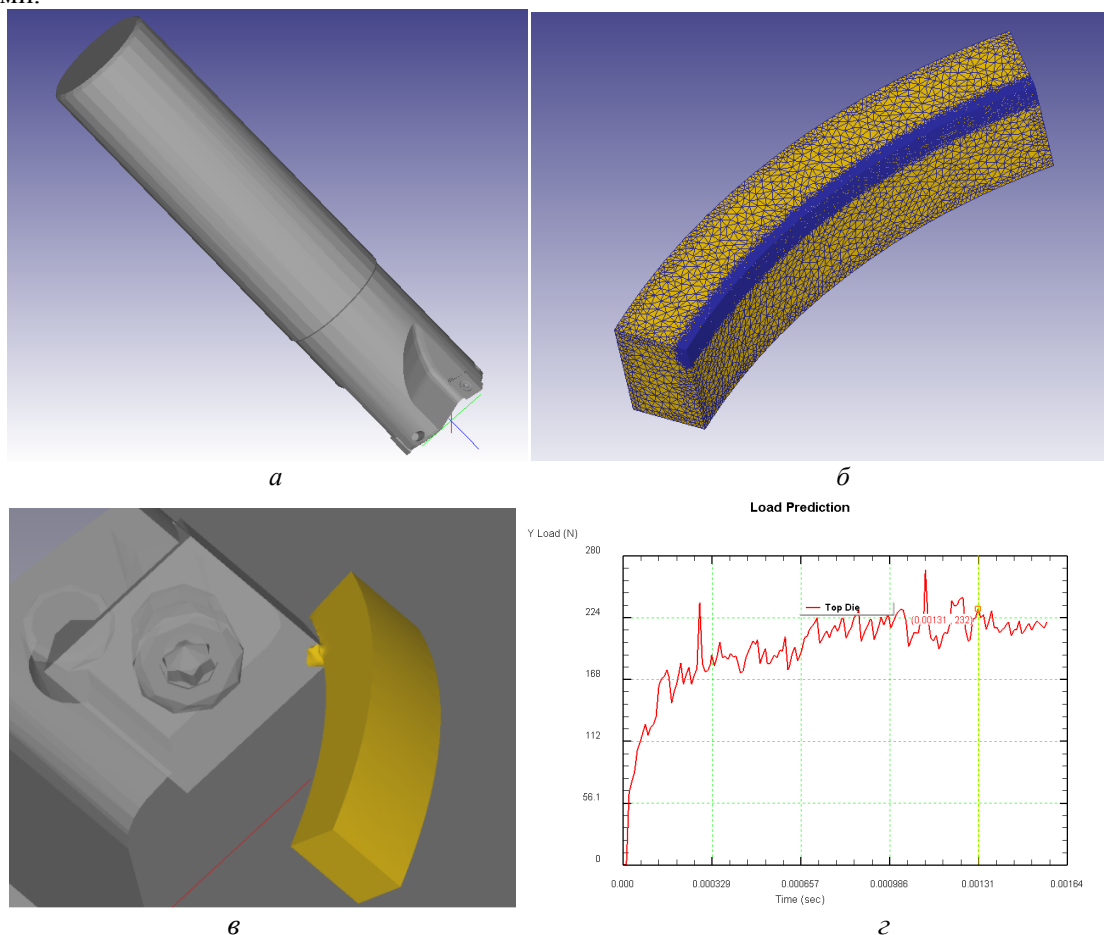 ми.
а
б
Load Prediction
Y Load (N)
280
224
168
112
56.1
0
Top Die
(0.00131 , 232)
0.000
0.000329
0.000657
0.000986
0.00131
0.00164
Time (sec)
в
г